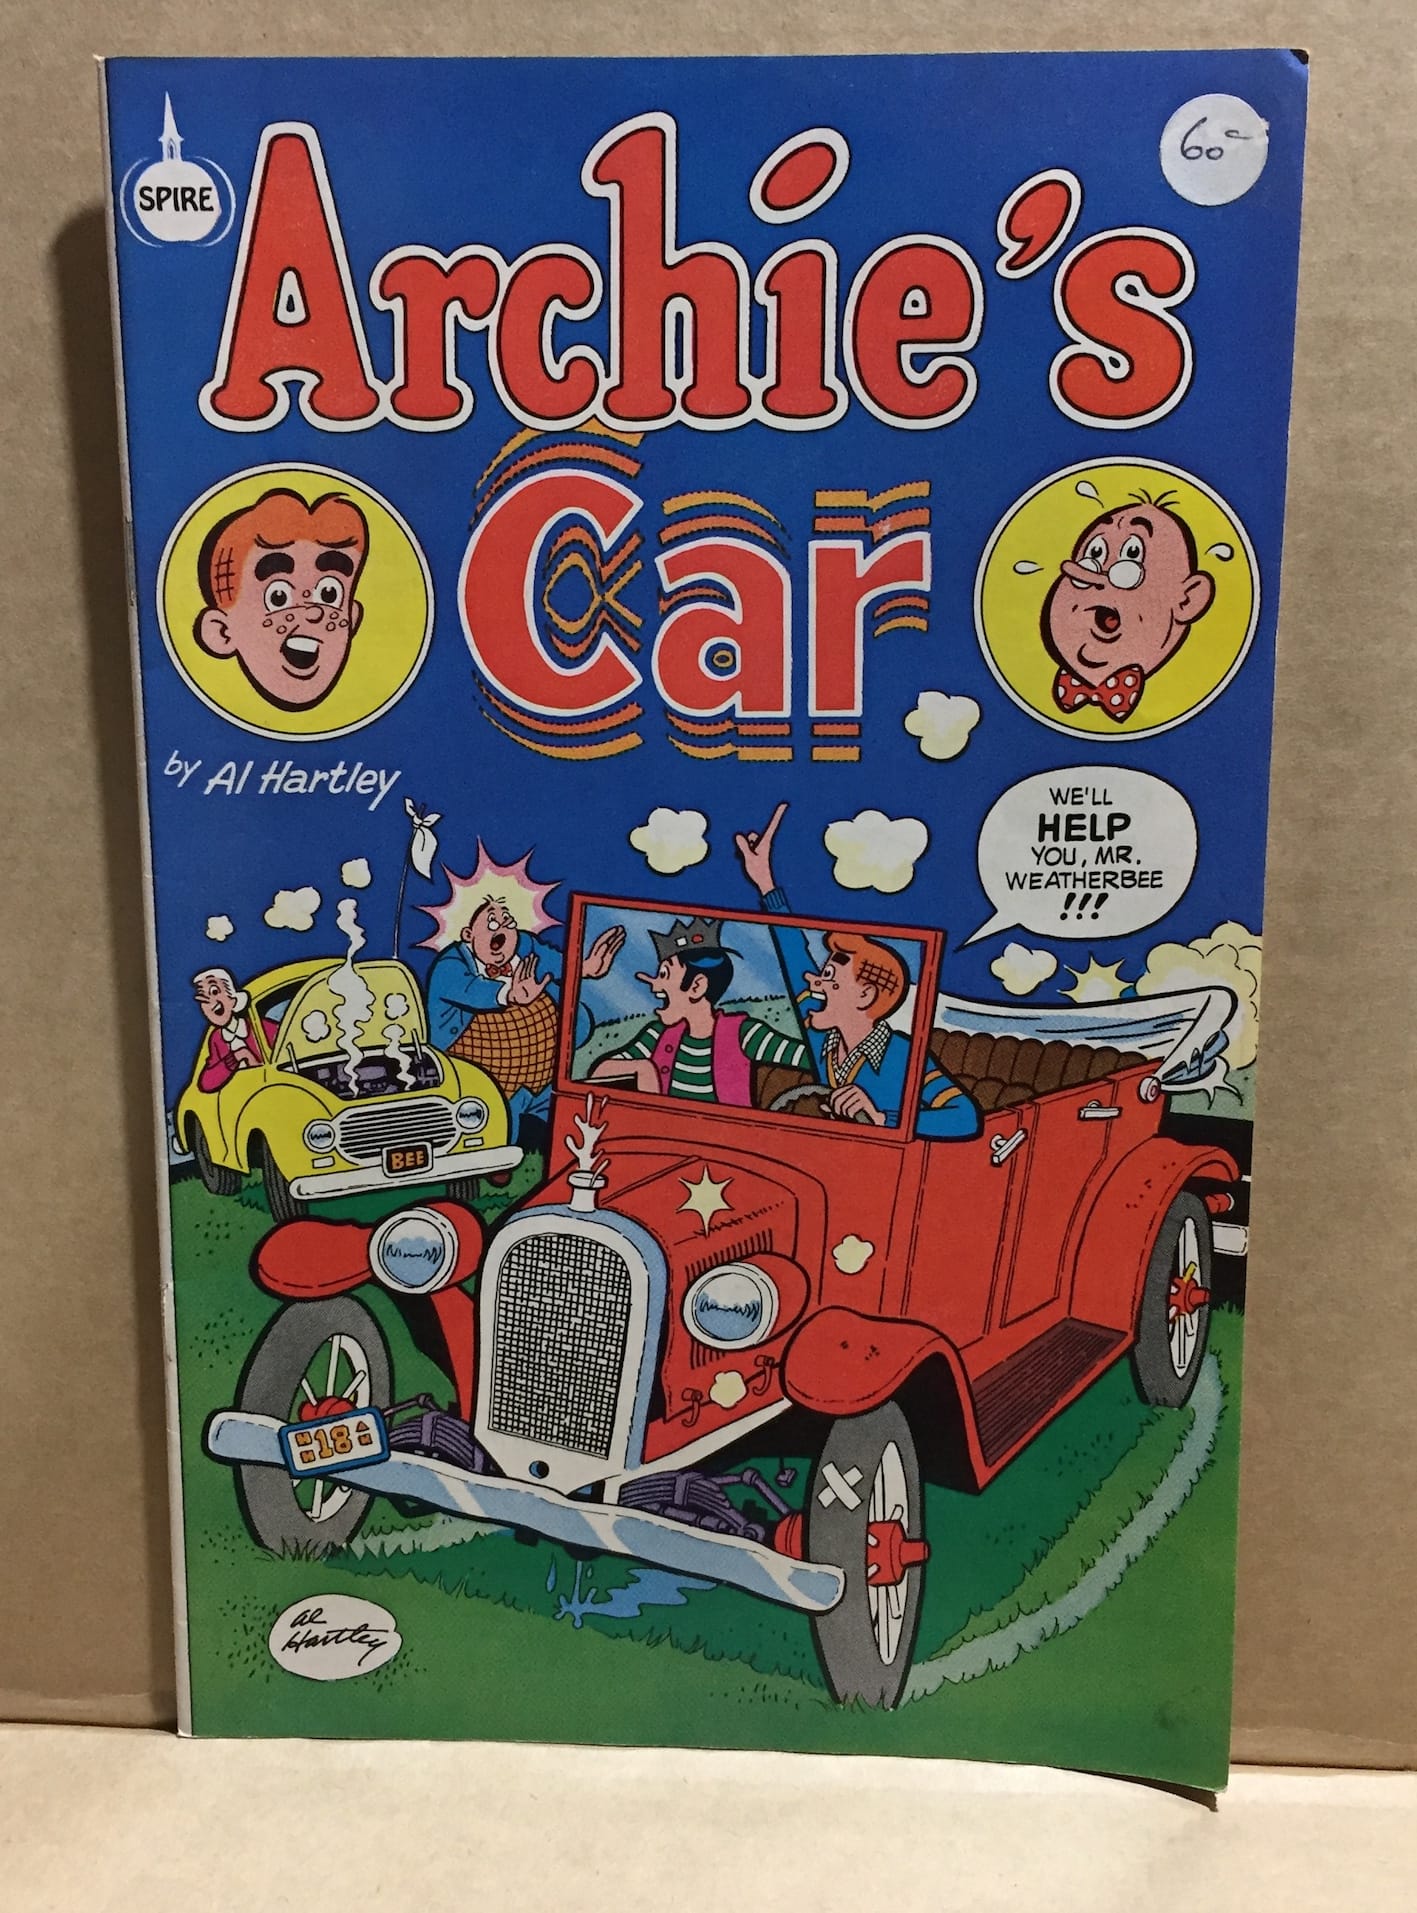 SPIRE
60¢
Archie's
Car
by Al Hartley
WE'LL
HELP
YOU, MR.
WEATHERBEE
!!!
BEE
18
Al
Hartley